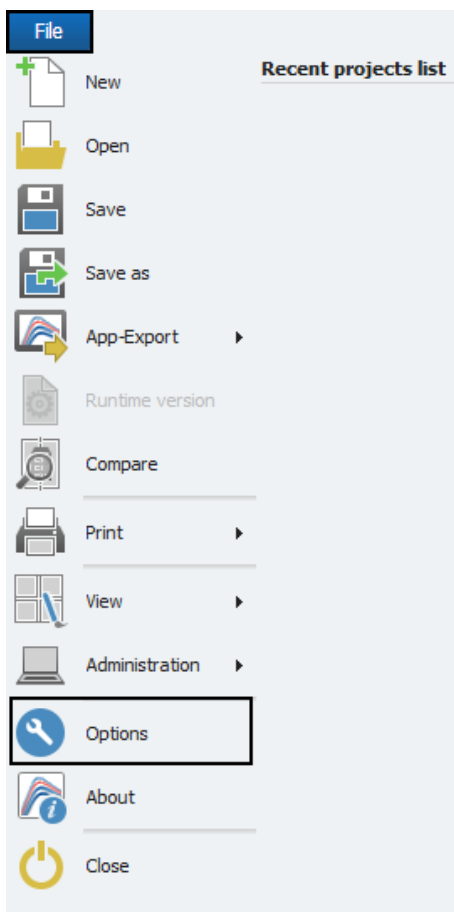 File
Recent projects list
New
Open
Save
Save as
App-Export
Runtime version
Compare
Print
View
Administration
Options
About
Close